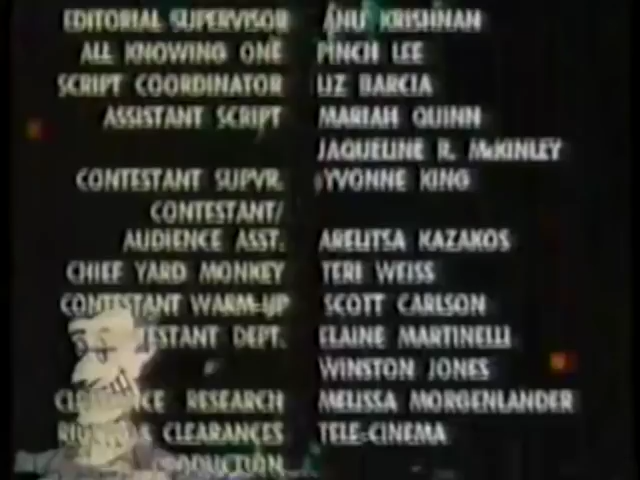 EDITORIAL SUPERVISOR ANU KRISHNAN
ALL KNOWING ONE PINCH LEE
SCRIPT COORDINATOR LIZ BARCIA
ASSISTANT SCRIPT MARIAH QUINN
JAQUELINE R. McKINLEY
CONTESTANT SUPVR. YVONNE KING
CONTESTANT/
AUDIENCE ASST. ARELITSA KAZAKOS
CHIEF YARD MONKEY TERI WEISS
CONTESTANT WARM-UP SCOTT CARLSON
DEPT. ELAINE MARTINELLI
WINSTON JONES
RESEARCH MELISSA MORGENLANDER
CLEARANCES TELE-CINEMA